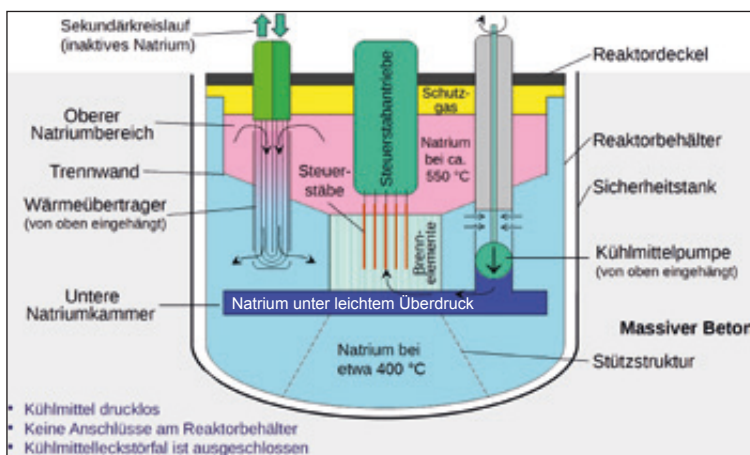 Sekundärkreislauf
(inaktives Natrium)
Reaktordeckel
Schutz-
gas
Oberer
Natriumbereich
Steuerstabantriebe
Natrium
bei ca.
550 °C
Reaktorbehälter
Trennwand
Steuer-
stäbe
Sicherheitstank
Wärmeübertrager
(von oben eingehängt)
Brenn-
elemente
Kühlmittelpumpe
(von oben eingehängt)
Untere
Natriumkammer
Natrium unter leichtem Überdruck
Massiver Beton
Natrium bei
etwa 400 °C
Stützstruktur
• Kühlmittel drucklos
• Keine Anschlüsse am Reaktorbehälter
• Kühlmittelleckstörfal ist ausgeschlossen